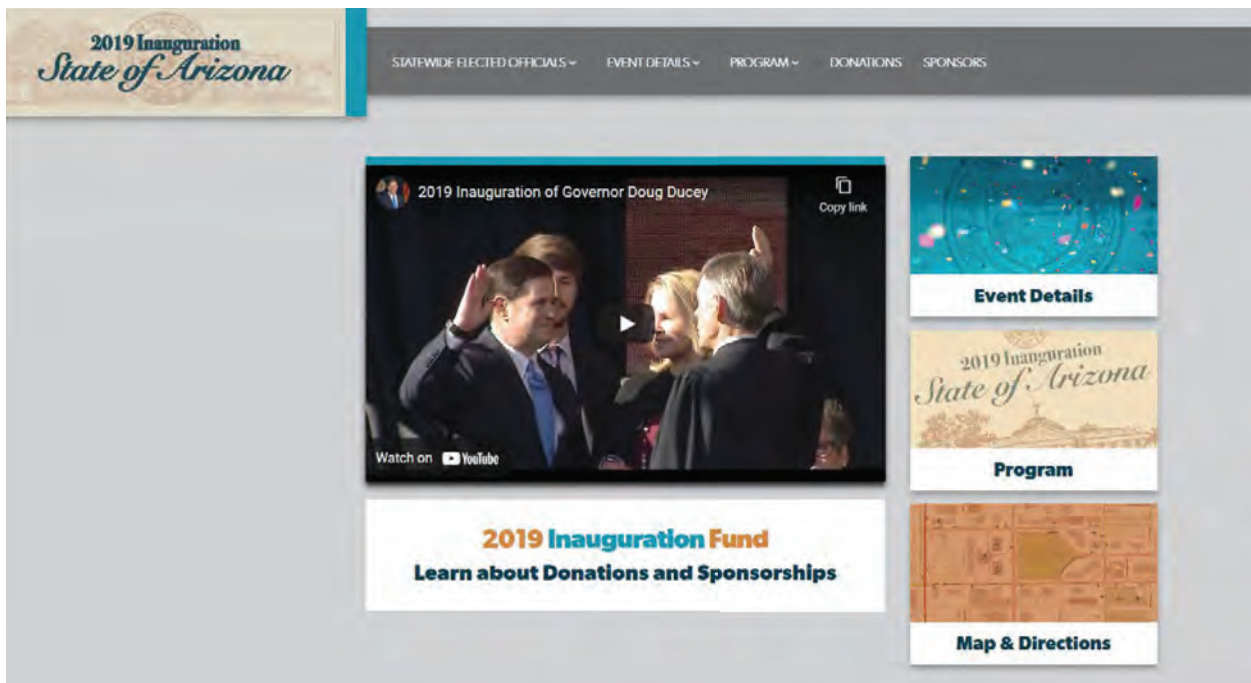 2019 Inauguration
State of Arizona
STATEWIDE ELECTED OFFICIALS
EVENT DETAILS
PROGRAM
DONATIONS
SPONSORS
2019 Inauguration of Governor Doug Ducey
Copy link
Watch on YouTube
2019 Inauguration Fund
Learn about Donations and Sponsorships
Event Details
2019 Inauguration
State of Arizona
Program
Map & Directions